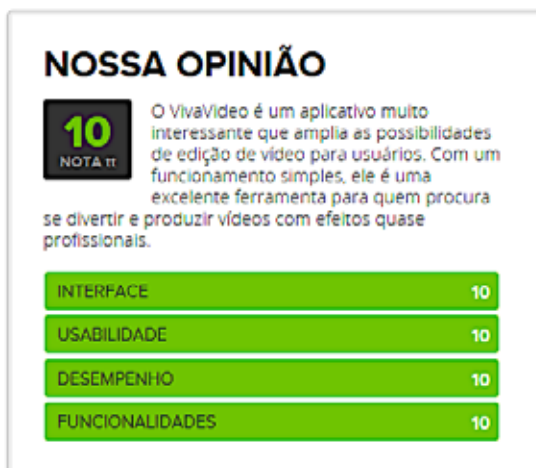 NOSSA OPINIÃO
10
NOTA tt
O VivaVideo é um aplicativo muito
interessante que amplia as possibilidades
de edição de vídeo para usuários. Com um
funcionamento simples, ele é uma
excelente ferramenta para quem procura
se divertir e produzir vídeos com efeitos quase
profissionais.
INTERFACE 10
USABILIDADE 10
DESEMPENHO 10
FUNCIONALIDADES 10